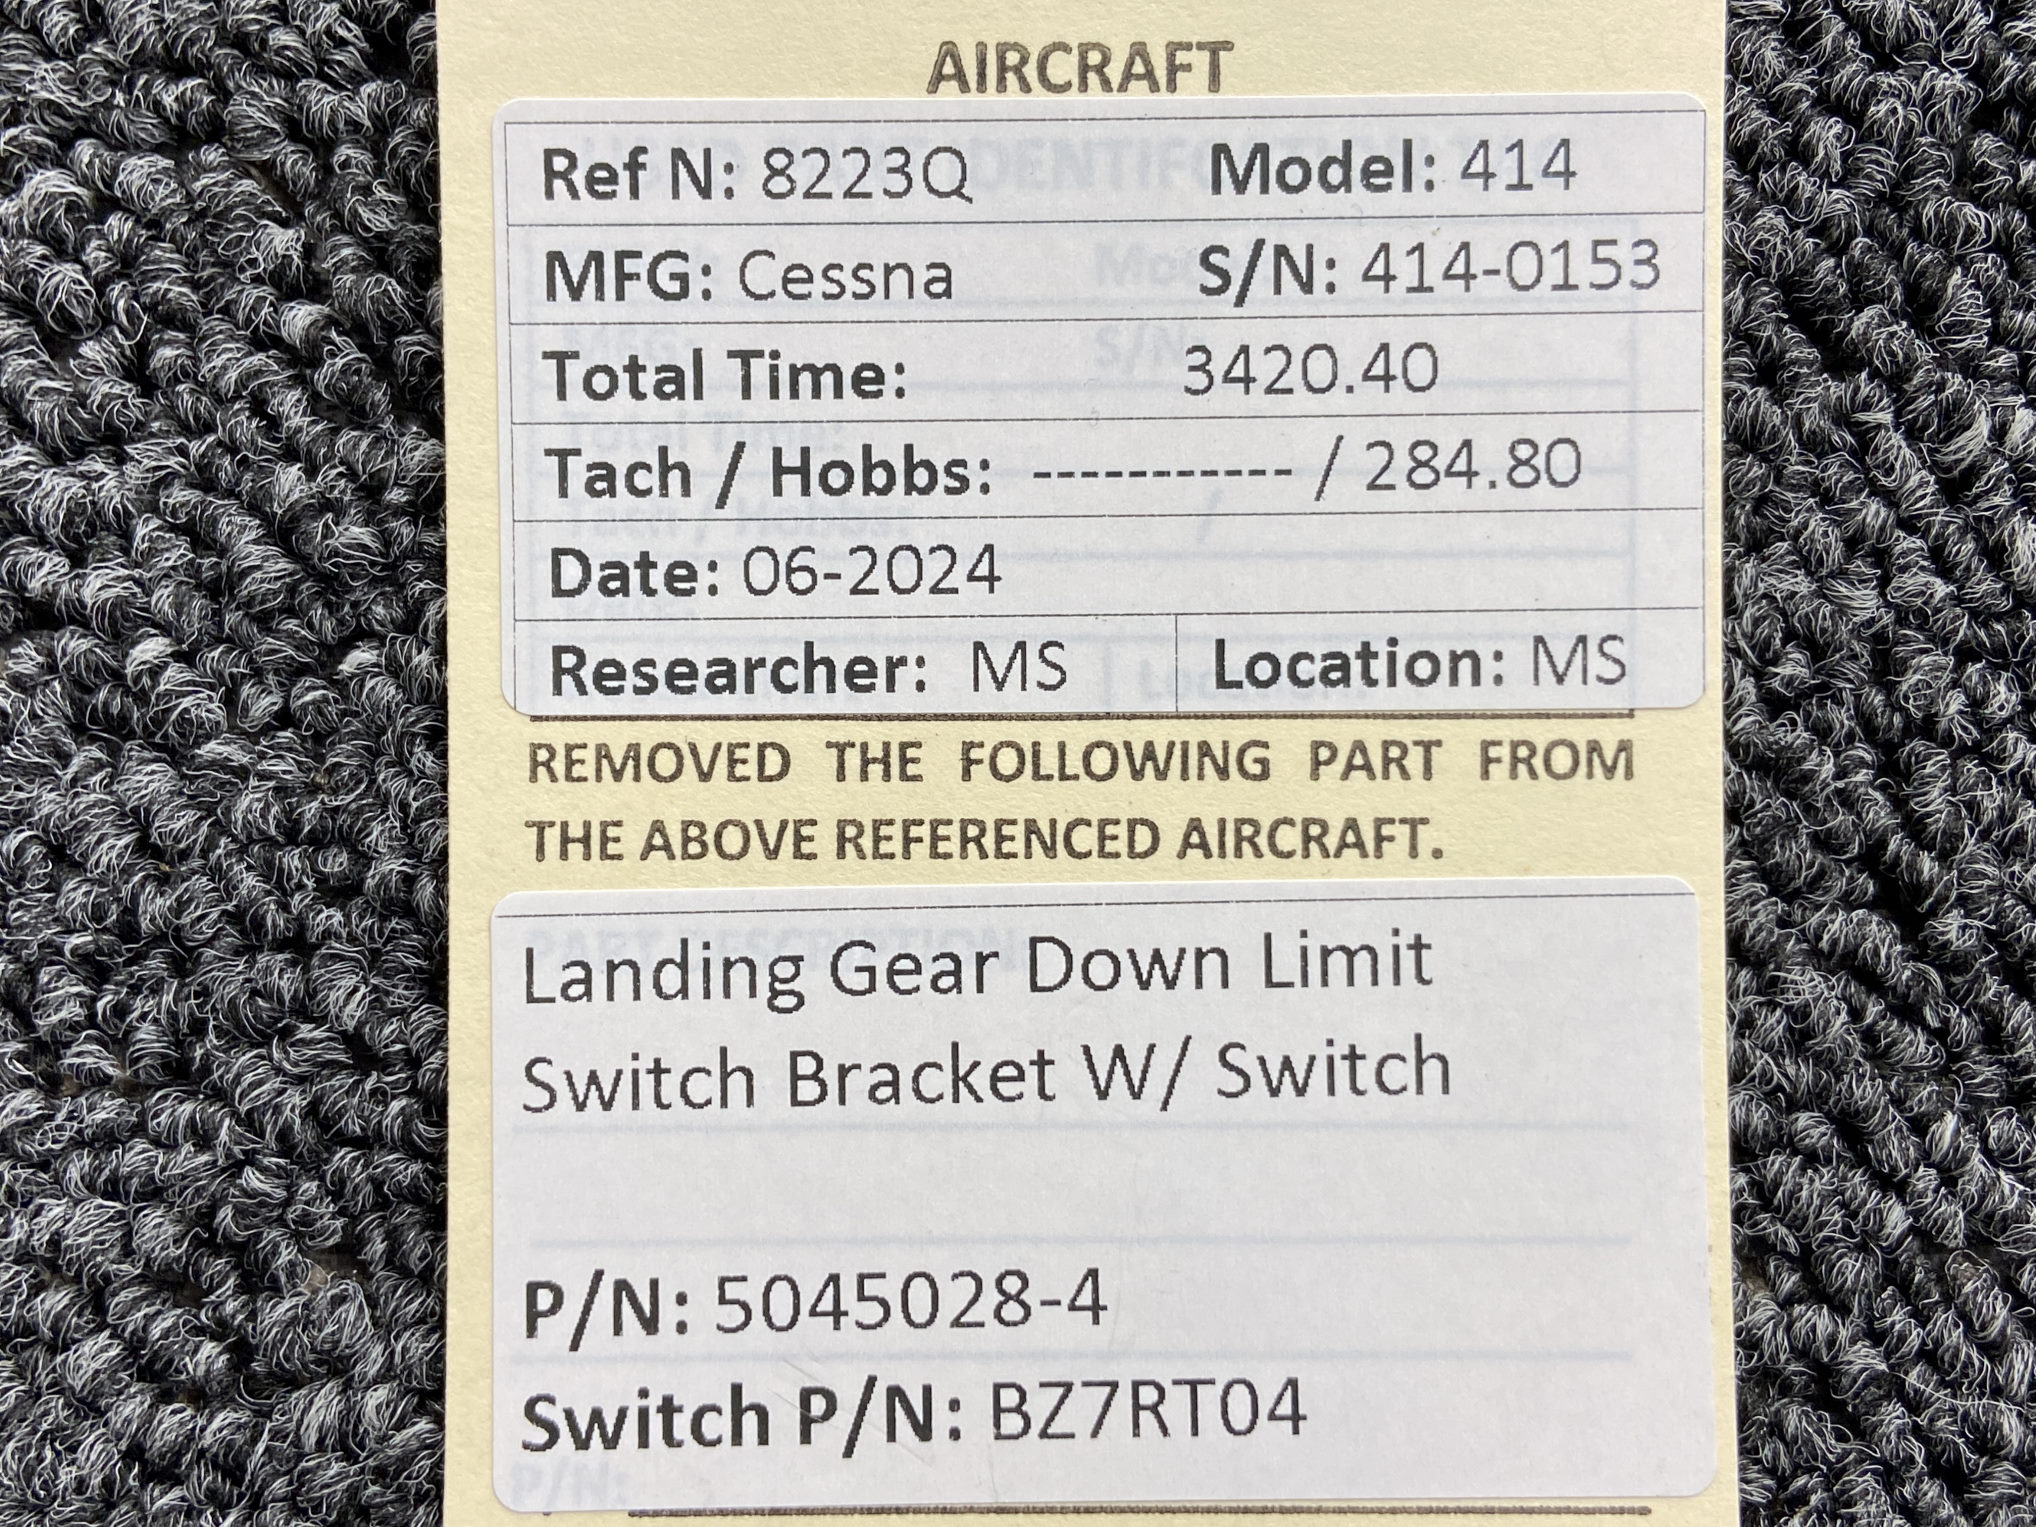 AIRCRAFT
Ref N: 8223Q Model: 414
MFG: Cessna S/N: 414-0153
Total Time: 3420.40
Tach / Hobbs: ----------- / 284.80
Date: 06-2024
Researcher: MS Location: MS
REMOVED THE FOLLOWING PART FROM
THE ABOVE REFERENCED AIRCRAFT.
Landing Gear Down Limit
Switch Bracket W/ Switch
P/N: 5045028-4
Switch P/N: BZ7RT04
P/N: